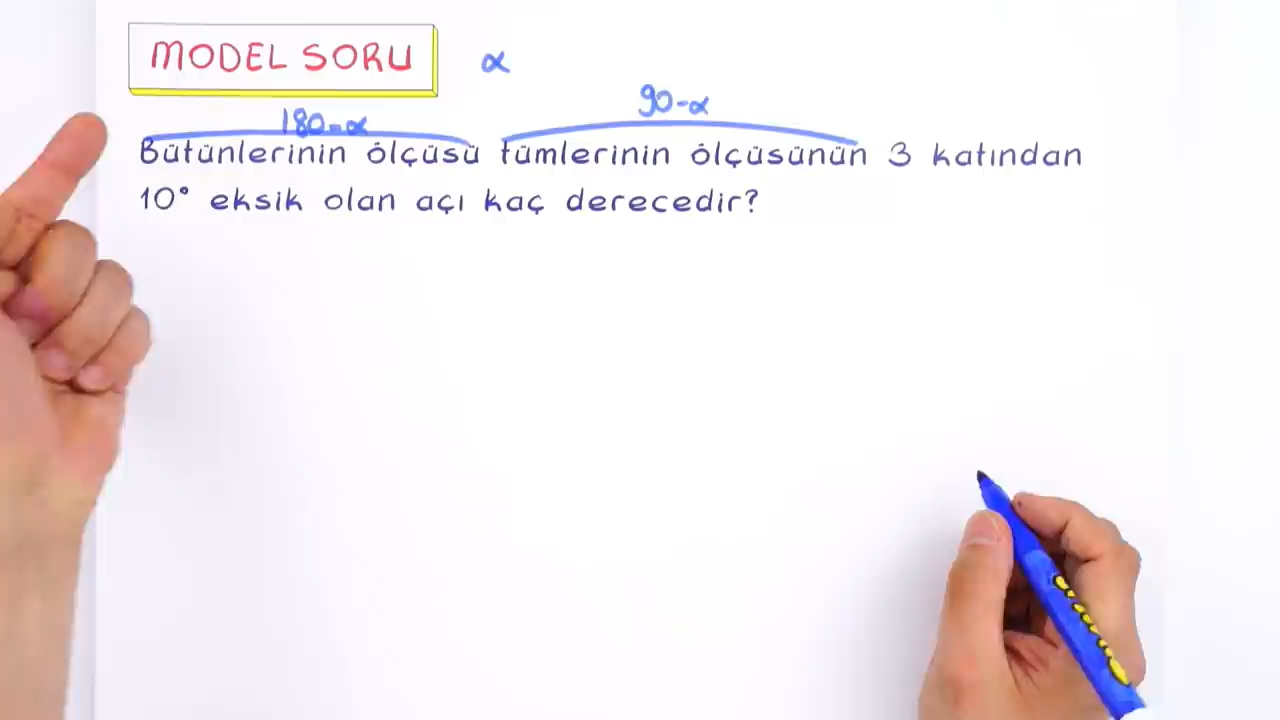 MODEL SORU
α
180-α
90-α
Bütünlerinin ölçüsü tümlerinin ölçüsünün 3 katından
10° eksik olan açı kaç derecedir?